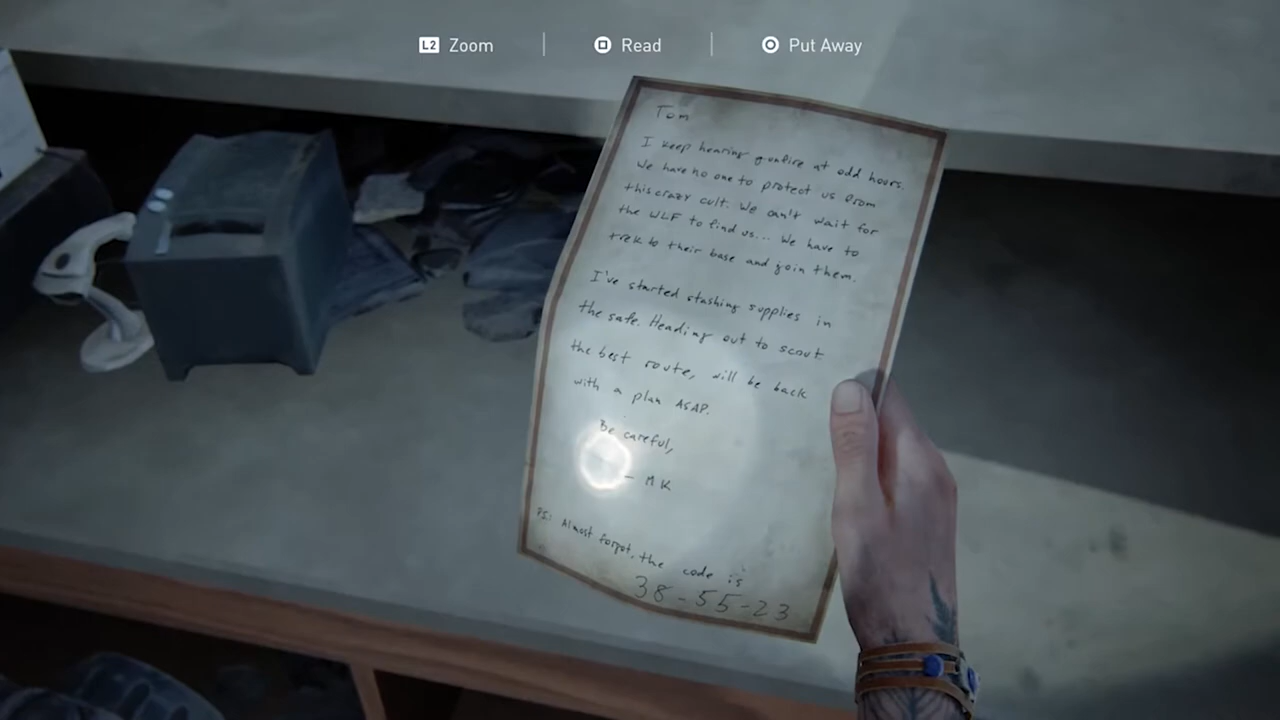 L2 Zoom | Read | Put Away
Tom
I keep hearing gunfire at odd hours.
We have no one to protect us from
this crazy cult. We can't wait for
the WLF to find us... We have to
trek to their base and join them.
I've started stashing supplies in
the safe. Heading out to scout
the best route, will be back
with a plan ASAP.
Be careful,
- MK
PS: Almost forgot, the code is
38-55-23